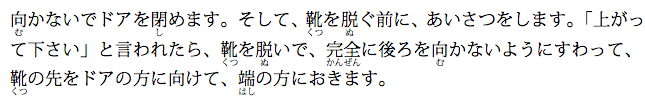 向かないでドアを閉めます。そして、靴を脱ぐ前に、あいさつをします。「上がっ
て下さい」と言われたら、靴を脱いで、完全に後ろを向かないようにすわって、
靴の先をドアの方に向けて、端の方におきます。